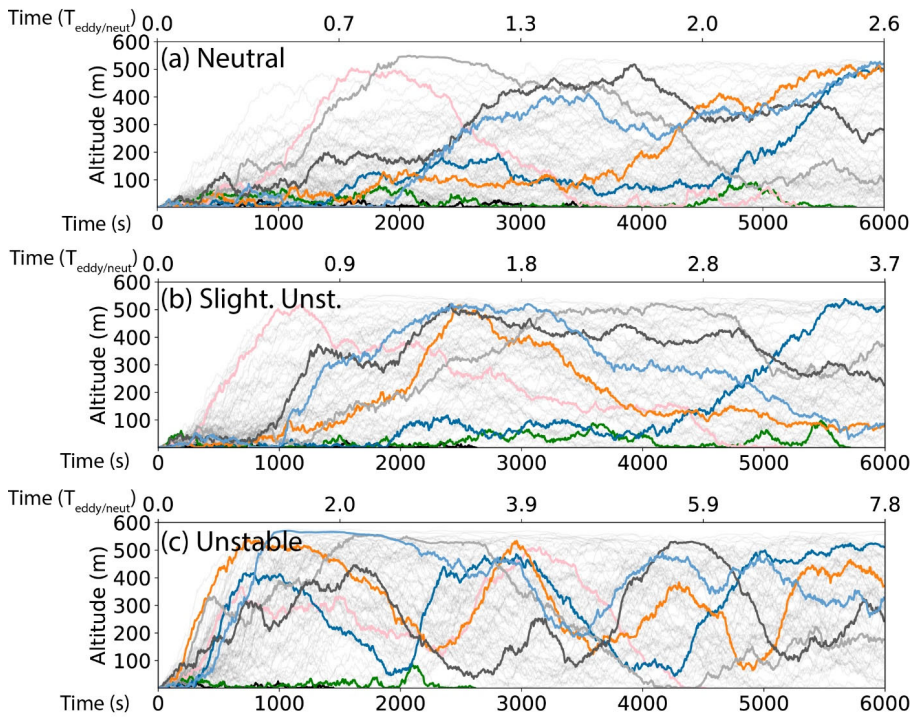 Time (T_eddy/neut) 0.0 0.7 1.3 2.0 2.6
(a) Neutral
Altitude (m)
600
500
400
300
200
100
Time (s) 0 1000 2000 3000 4000 5000 6000
Time (T_eddy/neut) 0.0 0.9 1.8 2.8 3.7
(b) Slight. Unst.
Altitude (m)
600
500
400
300
200
100
Time (s) 0 1000 2000 3000 4000 5000 6000
Time (T_eddy/neut) 0.0 2.0 3.9 5.9 7.8
(c) Unstable
Altitude (m)
600
500
400
300
200
100
Time (s) 0 1000 2000 3000 4000 5000 6000